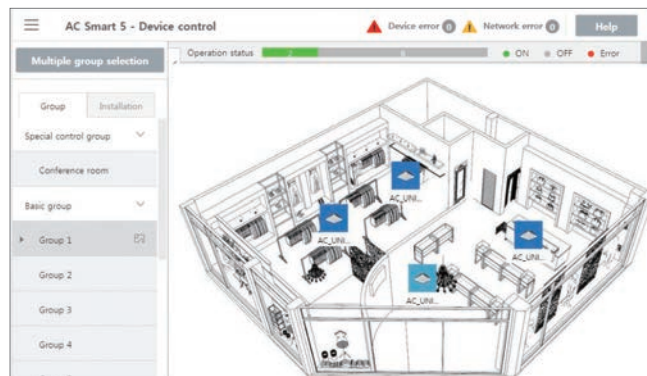 AC Smart 5 - Device control
Device error 0
Network error 0
Help
Multiple group selection
Operation status
2
ON
OFF
Error
Group
Installation
Special control group
Conference room
Basic group
Group 1
Group 2
Group 3
Group 4
AC_UNI...
AC_UNI...
AC_UNI...
AC_UNI...